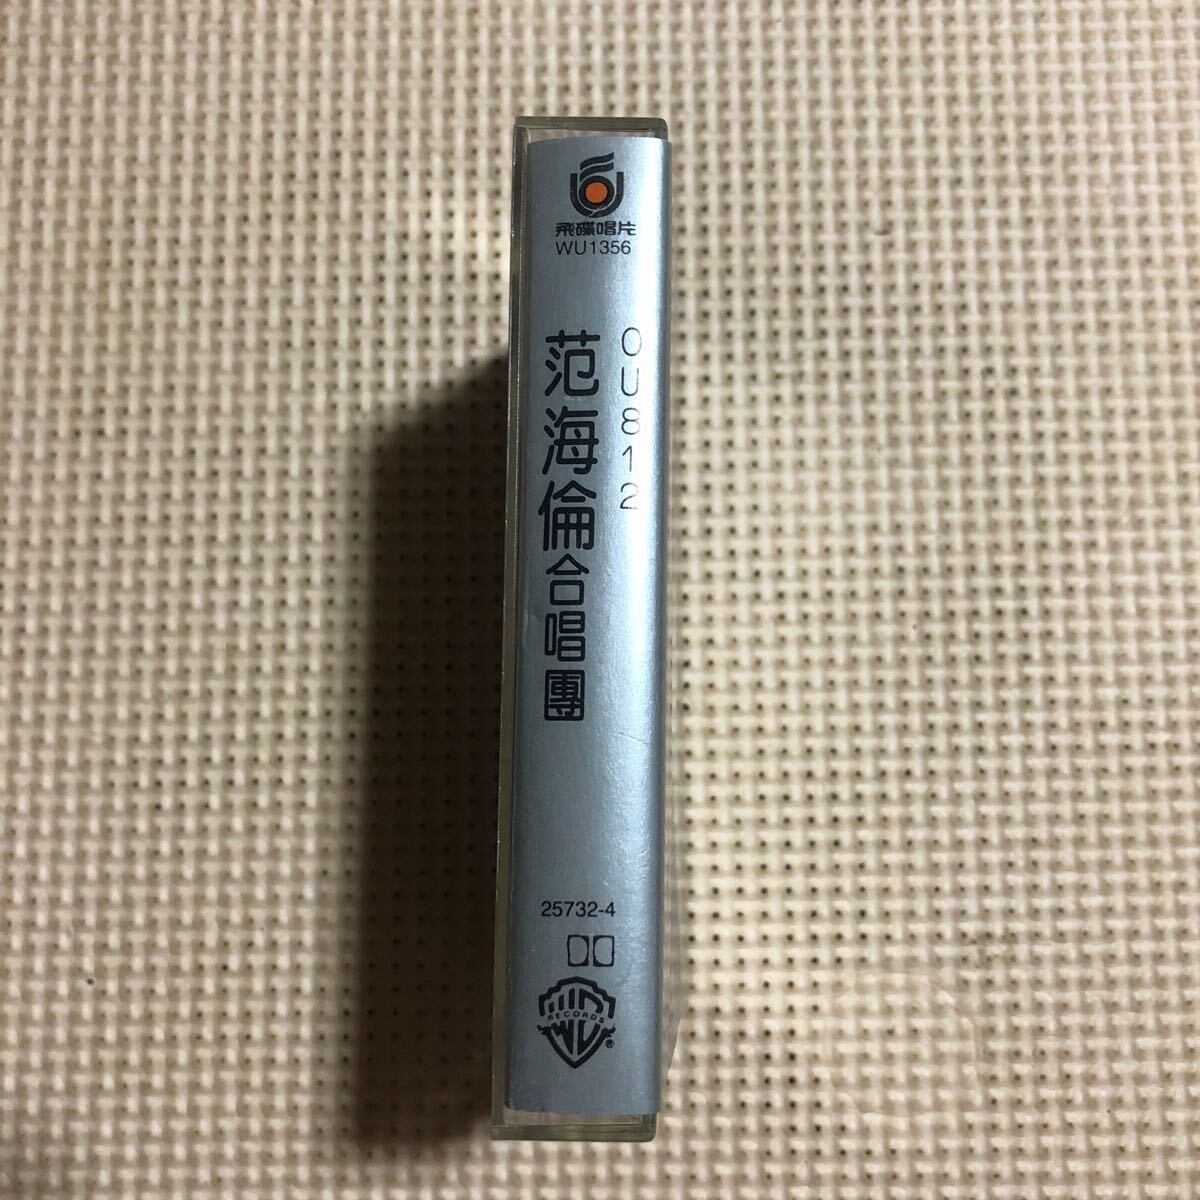 飛碟唱片
WU1356
OU812
范海倫合唱團
25732-4
RECORDS
®